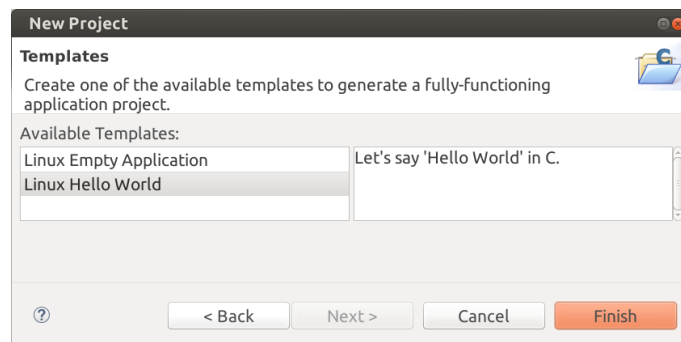 New Project
Templates
Create one of the available templates to generate a fully-functioning
application project.
C
Available Templates:
Linux Empty Application
Linux Hello World
Let's say 'Hello World' in C.
?
< Back
Next >
Cancel
Finish